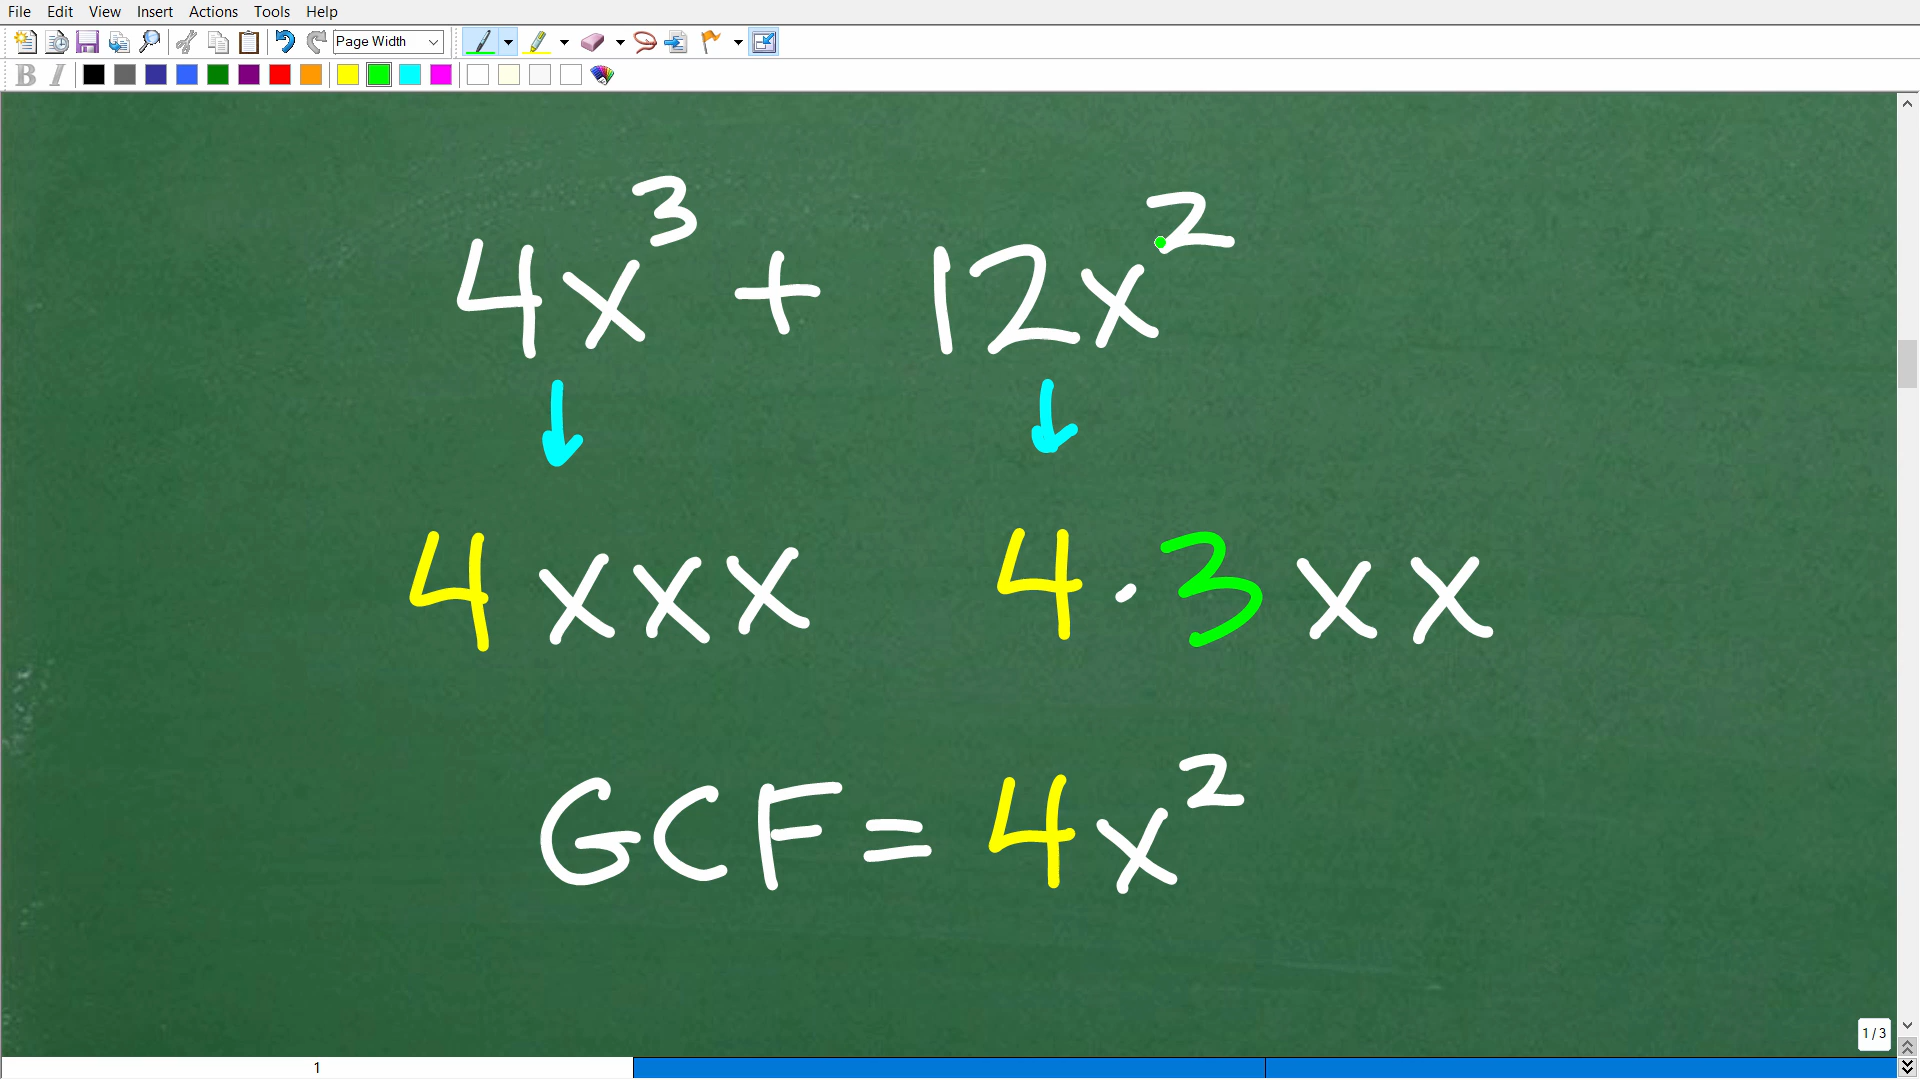 File Edit View Insert Actions Tools Help
Page Width
B I
4x³ + 12x²
4xxx 4·3xx
GCF = 4x²
1 / 3
1